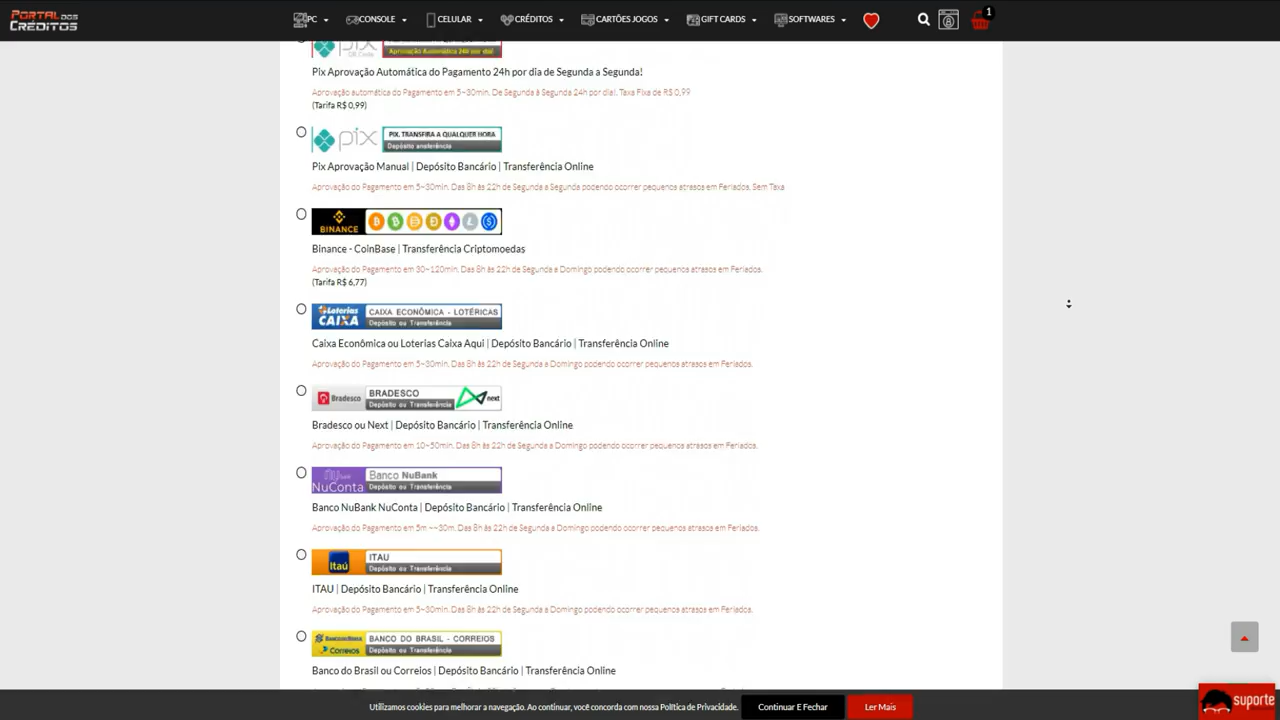 PORTAL DOS CRÉDITOS
PC
CONSOLE
CELULAR
CRÉDITOS
CARTÕES JOGOS
GIFT CARDS
SOFTWARES
1
pix
Aprovação Automática 24h por dia!
Pix Aprovação Automática do Pagamento 24h por dia de Segunda a Segunda!
Aprovação automática do Pagamento em 5~30min. De Segunda à Segunda 24h por dia!. Taxa Fixa de R$ 0,99
(Tarifa R$ 0,99)
pix PIX. TRANSFIRA A QUALQUER HORA
Pix Aprovação Manual | Depósito Bancário | Transferência Online
Aprovação do Pagamento em 5~30min. Das 8h às 22h de Segunda a Segunda podendo ocorrer pequenos atrasos em Feriados. Sem Taxa
BINANCE
Binance - CoinBase | Transferência Criptomoedas
Aprovação do Pagamento em 30~120min. Das 8h às 22h de Segunda a Domingo podendo ocorrer pequenos atrasos em Feriados.
(Tarifa R$ 6,77)
Loterias CAIXA CAIXA ECONÔMICA - LOTÉRICAS
Depósito ou Transferência
Caixa Econômica ou Loterias Caixa Aqui | Depósito Bancário | Transferência Online
Aprovação do Pagamento em 5~30min. Das 8h às 22h de Segunda a Domingo podendo ocorrer pequenos atrasos em Feriados.
Bradesco BRADESCO next
Depósito ou Transferência
Bradesco ou Next | Depósito Bancário | Transferência Online
Aprovação do Pagamento em 10~50min. Das 8h às 22h de Segunda a Domingo podendo ocorrer pequenos atrasos em Feriados.
NuConta Banco NuBank
Depósito ou Transferência
Banco NuBank NuConta | Depósito Bancário | Transferência Online
Aprovação do Pagamento em 5m ~~30m. Das 8h às 22h de Segunda a Domingo podendo ocorrer pequenos atrasos em Feriados.
Itaú ITAU
Depósito ou Transferência
ITAU | Depósito Bancário | Transferência Online
Aprovação do Pagamento em 5~30min. Das 8h às 22h de Segunda a Domingo podendo ocorrer pequenos atrasos em Feriados.
BANCO DO BRASIL - CORREIOS
Correios Depósito ou Transferência
Banco do Brasil ou Correios | Depósito Bancário | Transferência Online
Utilizamos cookies para melhorar a navegação. Ao continuar, você concorda com nossa Política de Privacidade.
Continuar E Fechar
Ler Mais
suporte